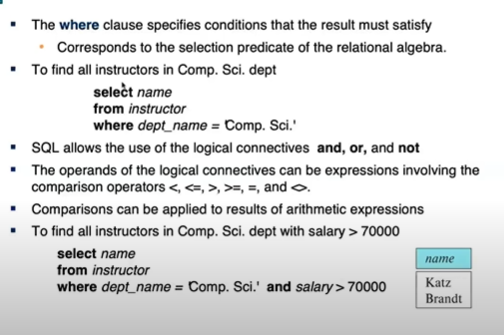 The where clause specifies conditions that the result must satisfy
Corresponds to the selection predicate of the relational algebra.
To find all instructors in Comp. Sci. dept
select name
from instructor
where dept_name = 'Comp. Sci.'
SQL allows the use of the logical connectives and, or, and not
The operands of the logical connectives can be expressions involving the
comparison operators <, <=, >, >=, =, and <>.
Comparisons can be applied to results of arithmetic expressions
To find all instructors in Comp. Sci. dept with salary > 70000
select name
from instructor
where dept_name = 'Comp. Sci.' and salary > 70000
name
Katz
Brandt